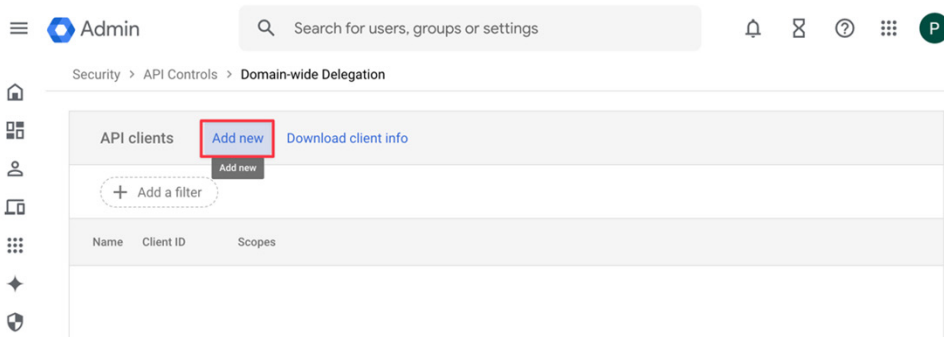 Admin
Search for users, groups or settings
P
Security > API Controls > Domain-wide Delegation
API clients Add new Download client info
Add new
+ Add a filter
Name Client ID Scopes